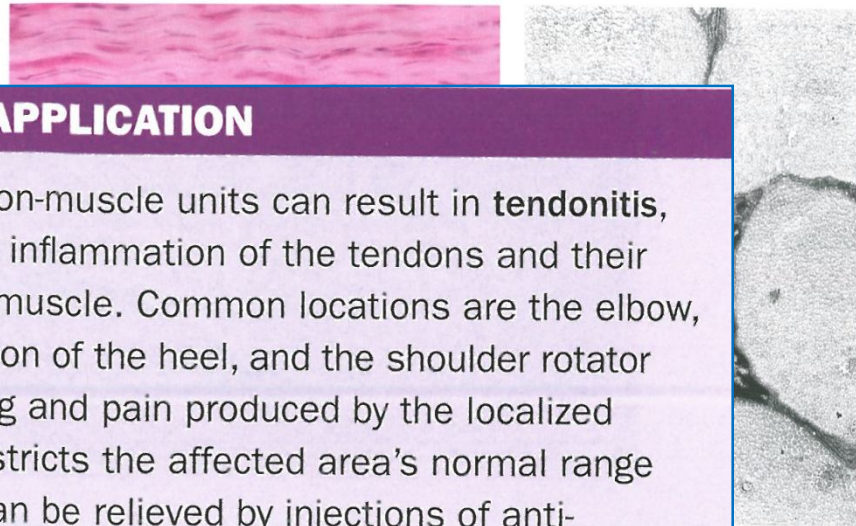 APPLICATION
on-muscle units can result in tendonitis,
inflammation of the tendons and their
muscle. Common locations are the elbow,
on of the heel, and the shoulder rotator
g and pain produced by the localized
stricts the affected area's normal range
an be relieved by injections of anti-